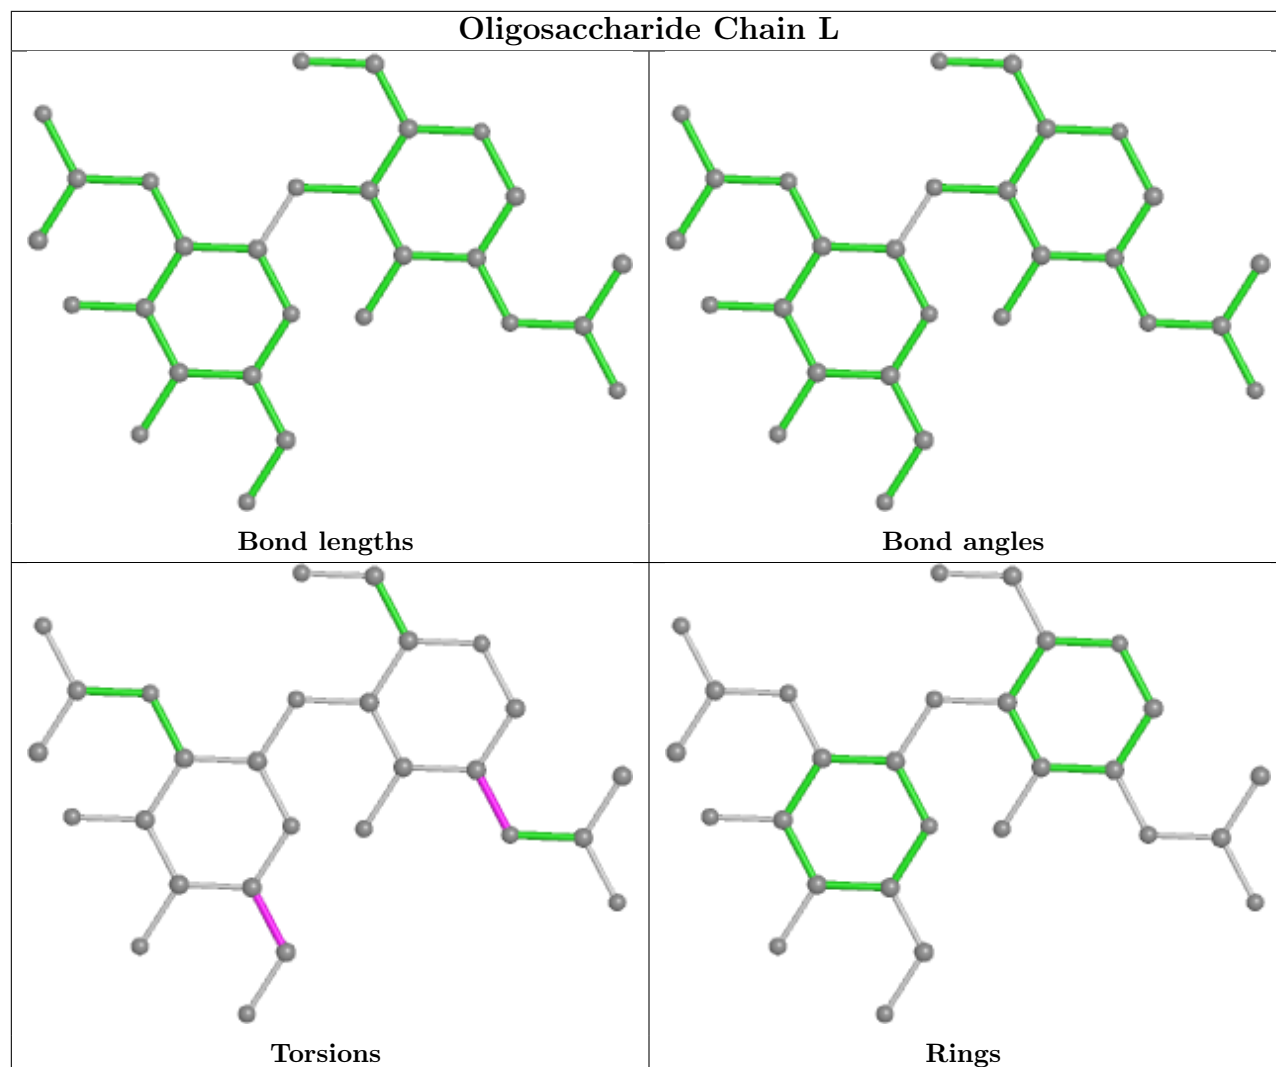 Oligosaccharide Chain L
Bond lengths
Bond angles
Torsions
Rings